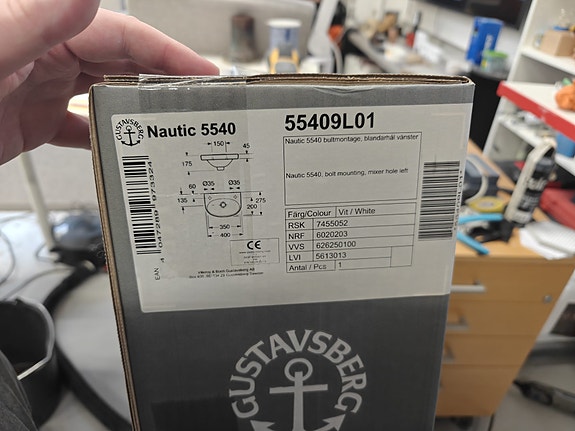 GUSTAVSBERG
Nautic 5540
55409L01
Nautic 5540 bultmontage, blandarhål vänster
Nautic 5540, bolt mounting, mixer hole left
150
45
175
60
Ø35
Ø35
135
275
200
350
400
CE
Färg/Colour Vit / White
RSK 7455052
NRF 6020203
VVS 626250100
LVI 5613013
Antal / Pcs 1
EAN
GUSTAVSBERG